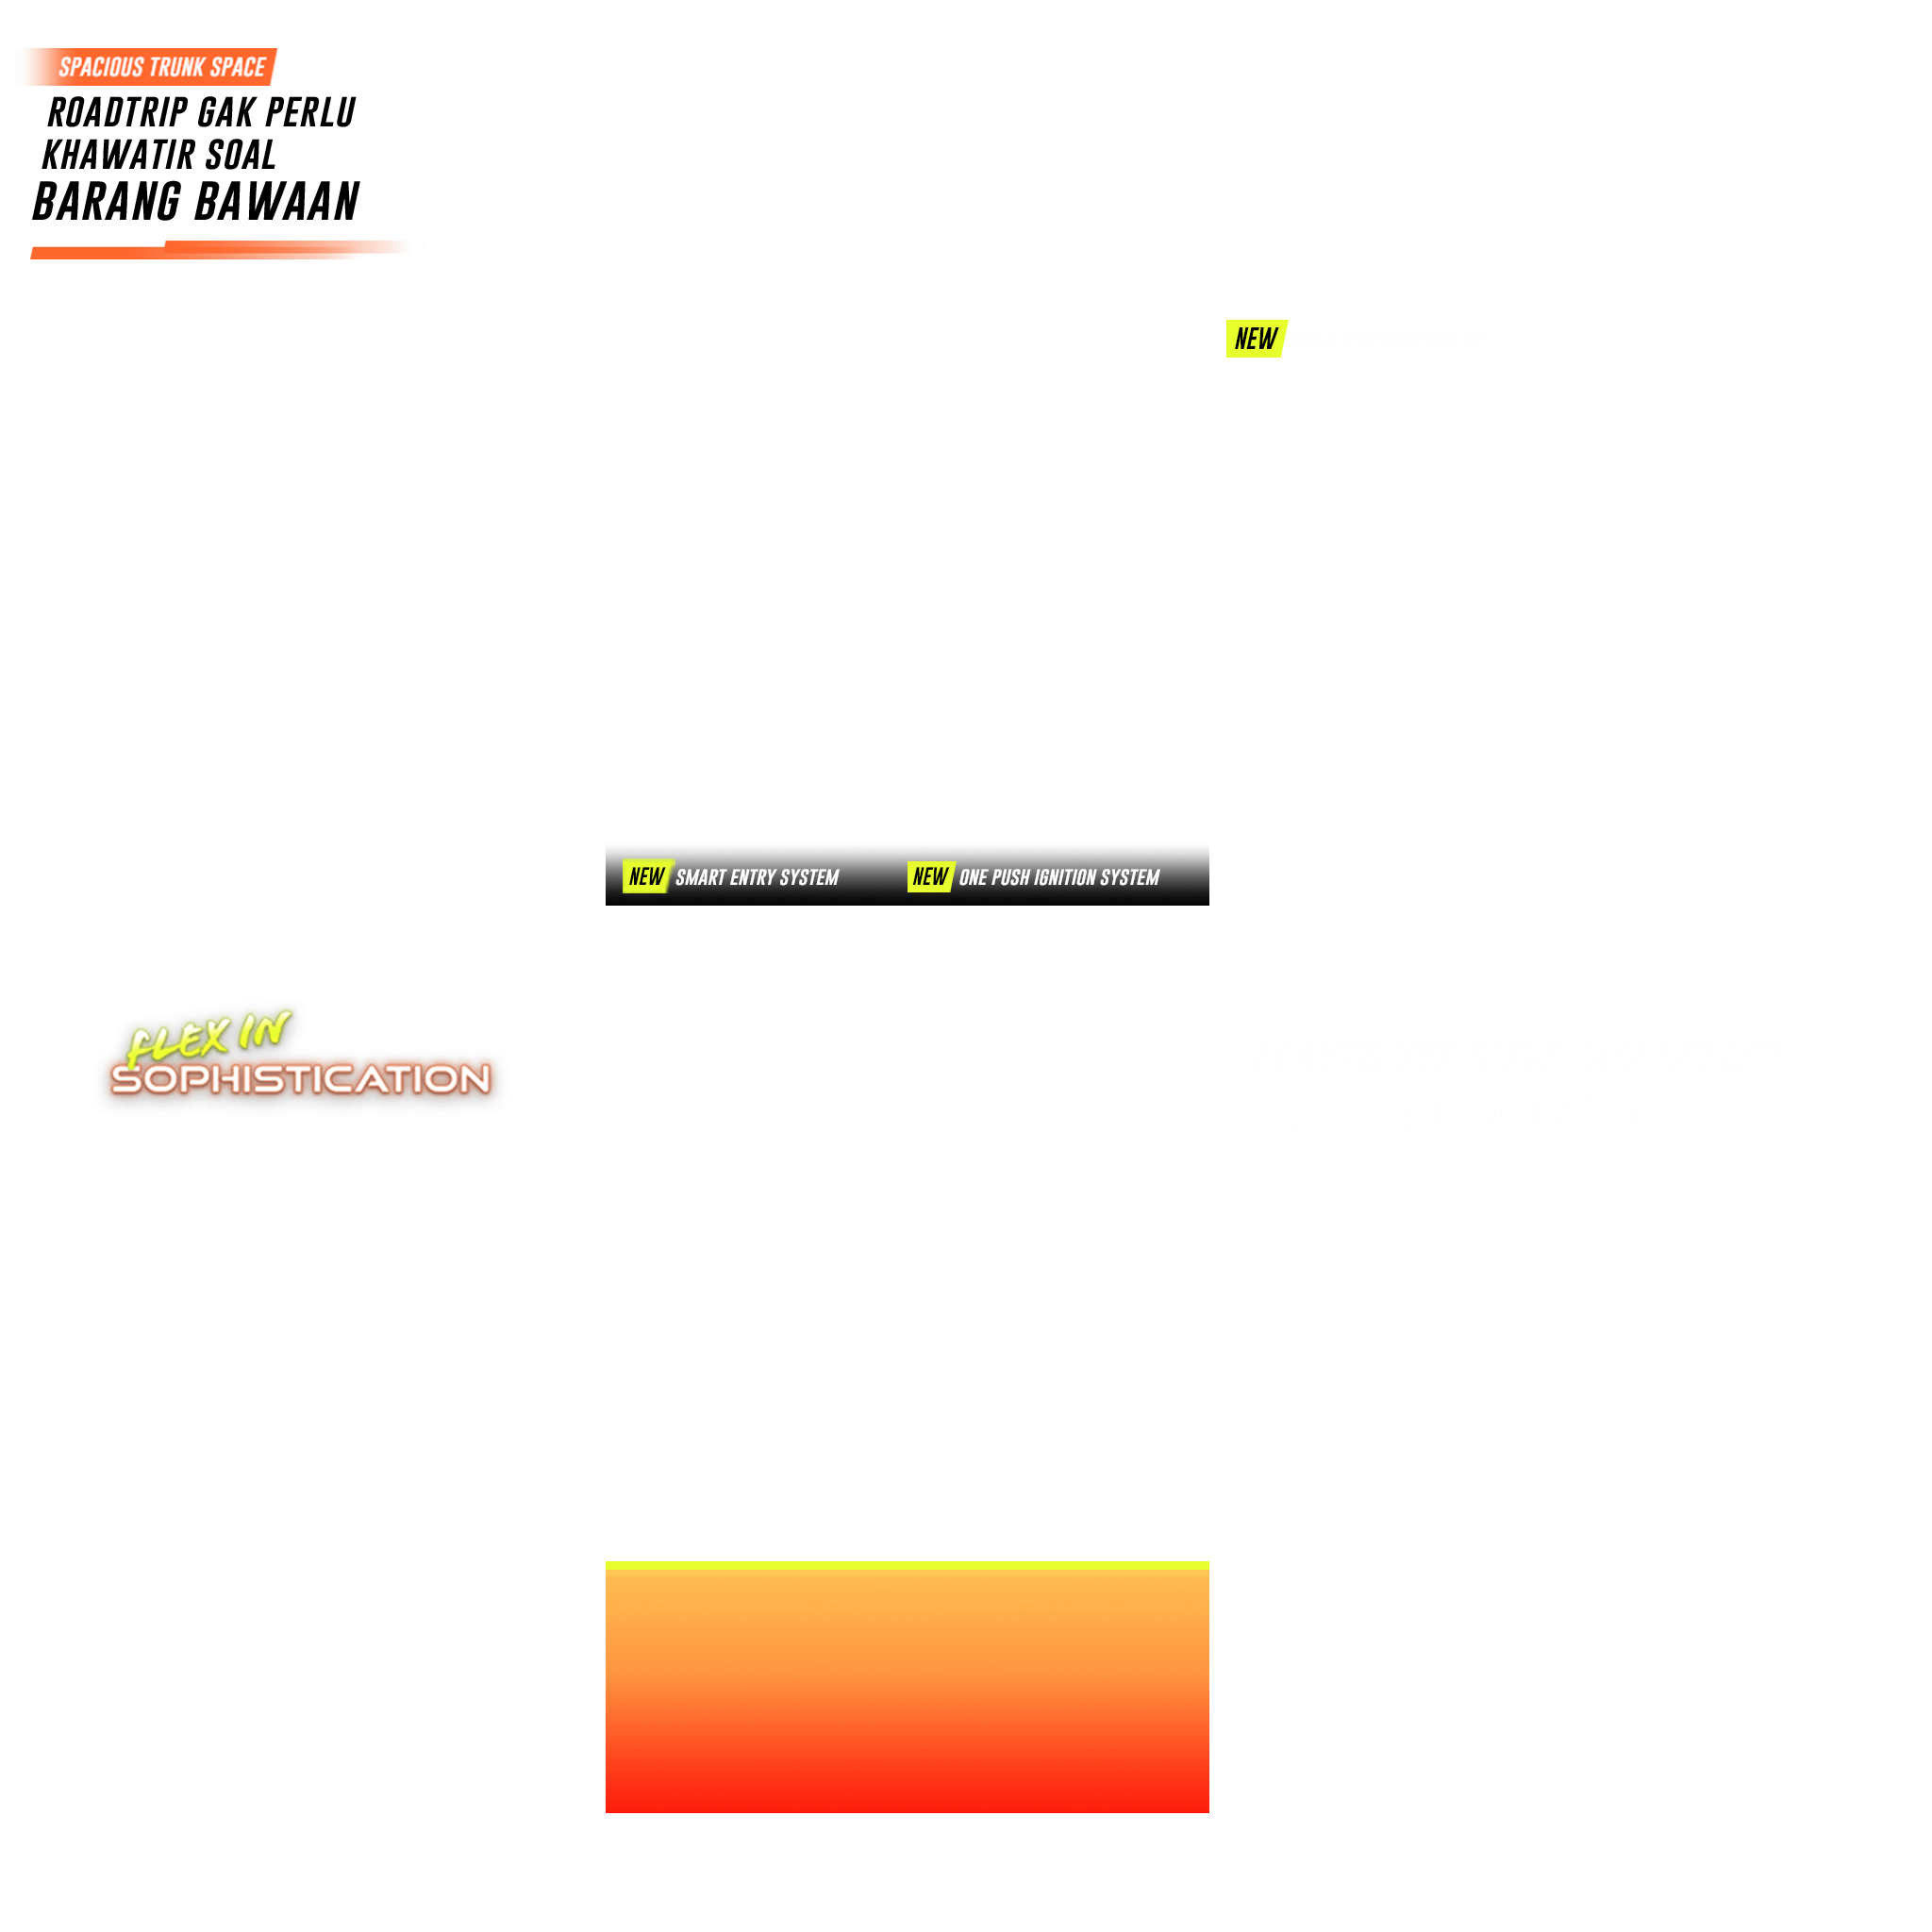 SPACIOUS TRUNK SPACE
ROADTRIP GAK PERLU
KHAWATIR SOAL
BARANG BAWAAN
NEW
NEW SMART ENTRY SYSTEM
NEW ONE PUSH IGNITION SYSTEM
FLEX IN
SOPHISTICATION